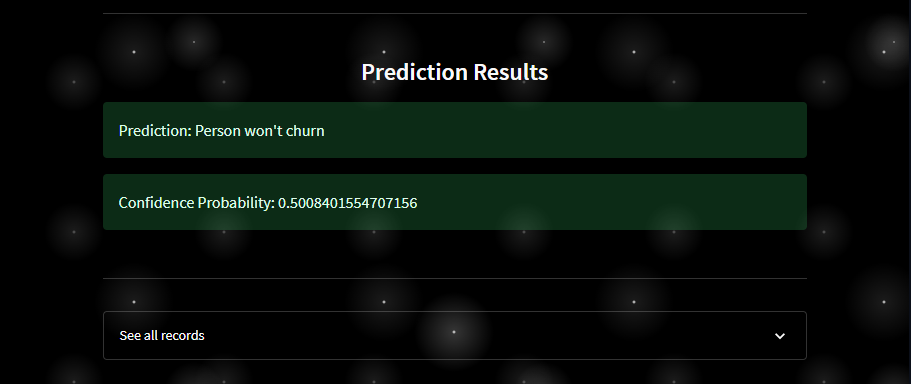 Prediction Results
Prediction: Person won't churn
Confidence Probability: 0.5008401554707156
See all records